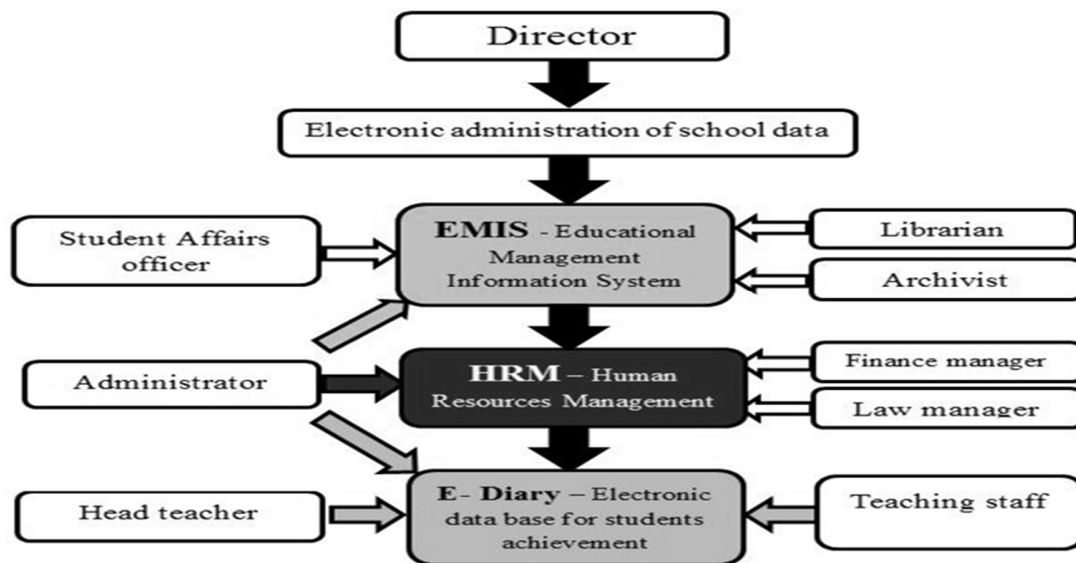 Director
Electronic administration of school data
Student Affairs
officer
EMIS - Educational
Management
Information System
Librarian
Archivist
Administrator
HRM – Human
Resources Management
Finance manager
Law manager
Head teacher
E- Diary – Electronic
data base for students
achievement
Teaching staff